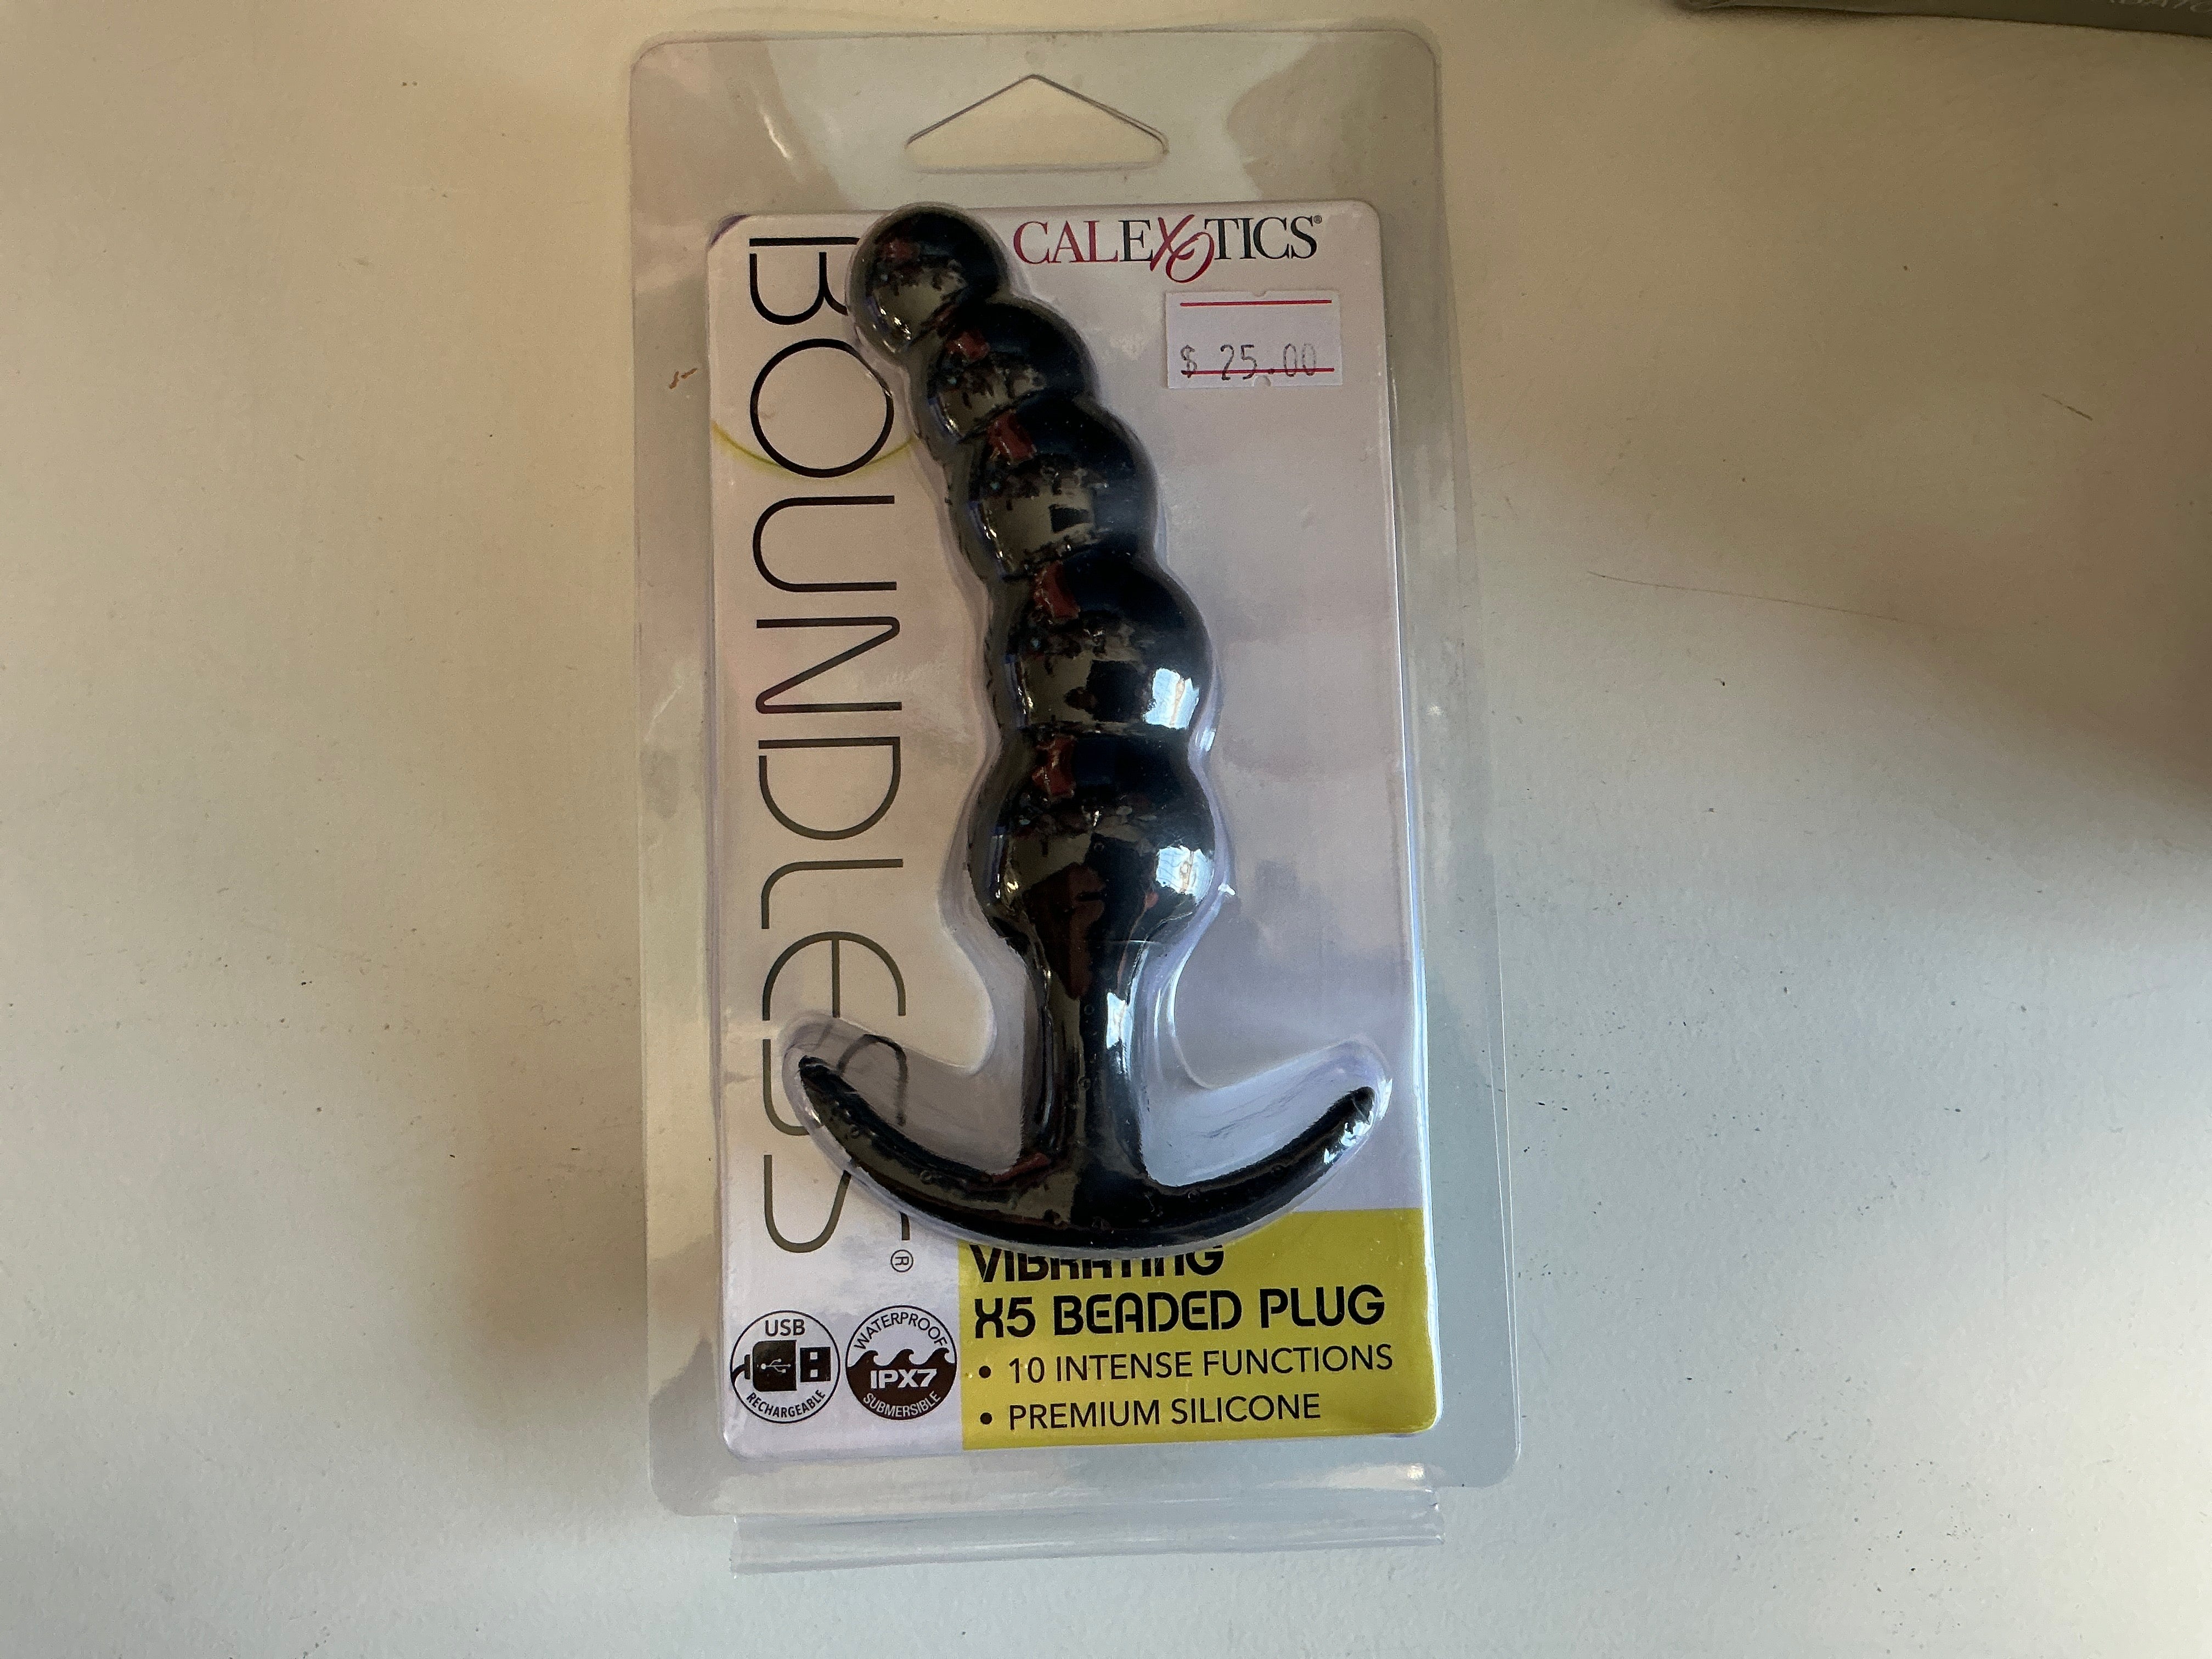 CALEXOTICS®
$ 25.00
BOUNDLESS®
VIBRATING
X5 BEADED PLUG
• 10 INTENSE FUNCTIONS
• PREMIUM SILICONE
USB
RECHARGEABLE
WATERPROOF
IPX7
SUBMERSIBLE